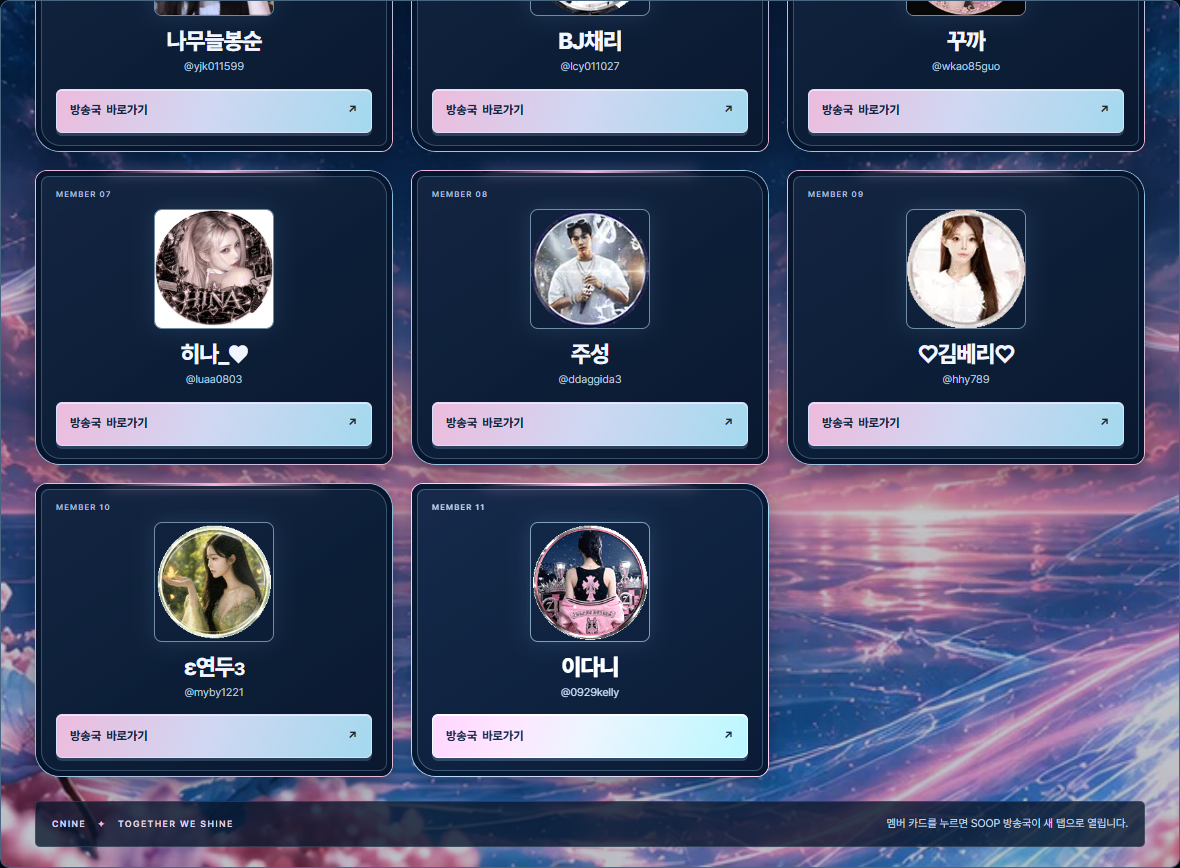 나무늘봉순
@yjk011599
방송국 바로가기
BJ채리
@lcy011027
방송국 바로가기
꾸까
@wkao85guo
방송국 바로가기
MEMBER 07
HINA
히나_♥
@luaa0803
방송국 바로가기
MEMBER 08
주성
@ddaggida3
방송국 바로가기
MEMBER 09
♡김베리♡
@hhy789
방송국 바로가기
MEMBER 10
ε연두з
@myby1221
방송국 바로가기
MEMBER 11
이다니
@0929kelly
방송국 바로가기
CNINE ✦ TOGETHER WE SHINE
멤버 카드를 누르면 SOOP 방송국이 새 탭으로 열립니다.